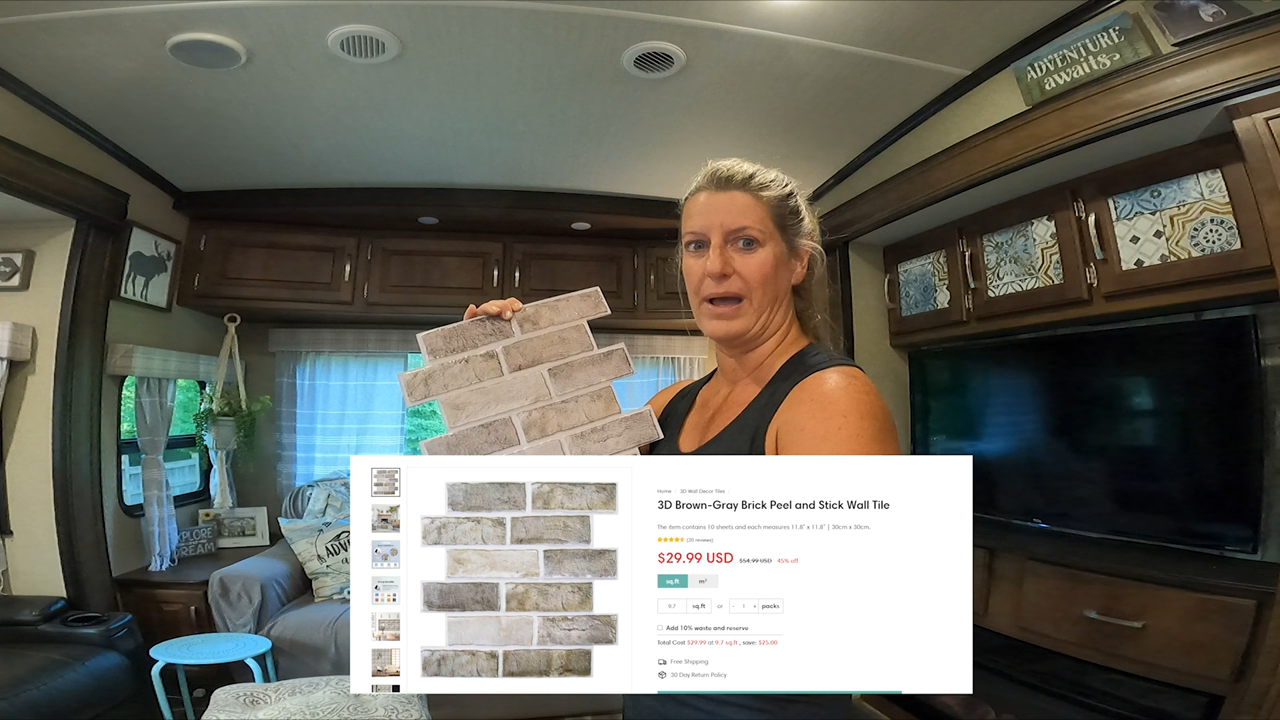 ADVENTURE
awaits
EXPLORE
DREAM
ADV
Home
3D Wall Decor Tiles
3D Brown-Gray Brick Peel and Stick Wall Tile
The item contains 10 sheets and each measures 11.8" x 11.8" | 30cm x 30cm.
(20 reviews)
$29.99 USD $54.99 USD 45% off
sq.ft m²
9.7 sq.ft or - 1 + packs
Add 10% waste and reserve
Total Cost $29.99 at 9.7 sq.ft , save: $25.00
Free Shipping
30 Day Return Policy